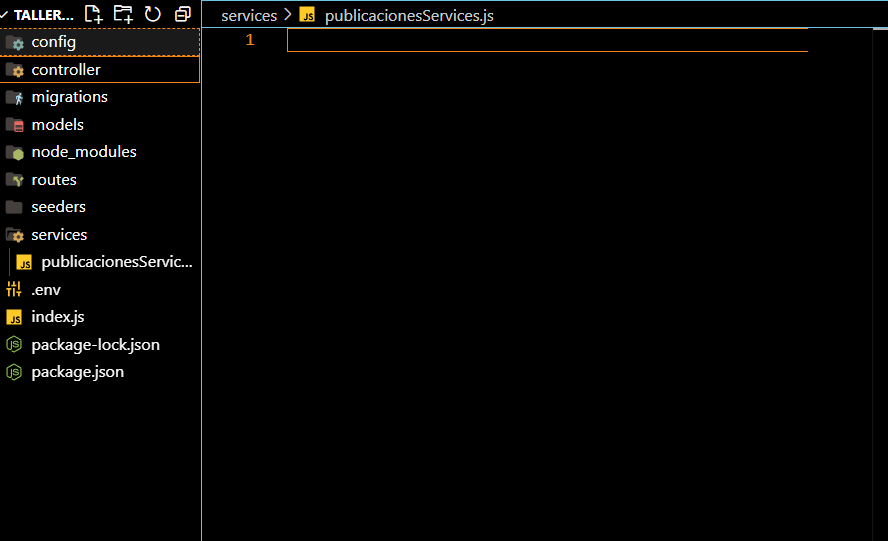 TALLER...
config
controller
migrations
models
node_modules
routes
seeders
services
publicacionesServic...
.env
index.js
package-lock.json
package.json
services > publicacionesServices.js
1